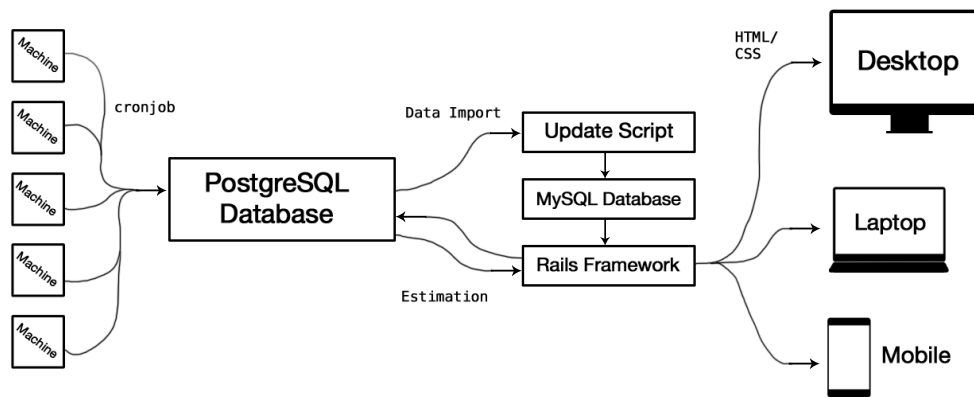 Machine
Machine
Machine
Machine
Machine
cronjob
PostgreSQL
Database
Data Import
Update Script
MySQL Database
Rails Framework
Estimation
HTML/
CSS
Desktop
Laptop
Mobile